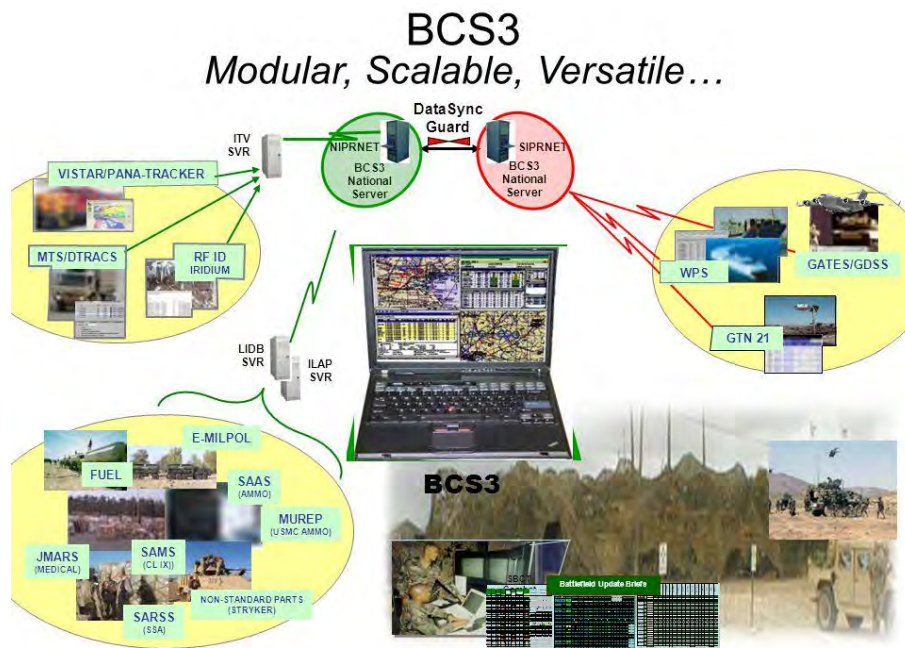 BCS3
Modular, Scalable, Versatile…
DataSync
Guard
ITV
SVR
NIPRNET
BCS3
National
Server
SIPRNET
BCS3
National
Server
VISTAR/PANA-TRACKER
MTS/DTRACS
RF ID
IRIDIUM
WPS
GATES/GDSS
GTN 21
LIDB
SVR
ILAP
SVR
E-MILPOL
FUEL
SAAS
(AMMO)
MUREP
(USMC AMMO)
JMARS
(MEDICAL)
SAMS
(CL IX))
NON-STANDARD PARTS
(STRYKER)
SARSS
(SSA)
BCS3
SBCT
Battlefield Update Briefs